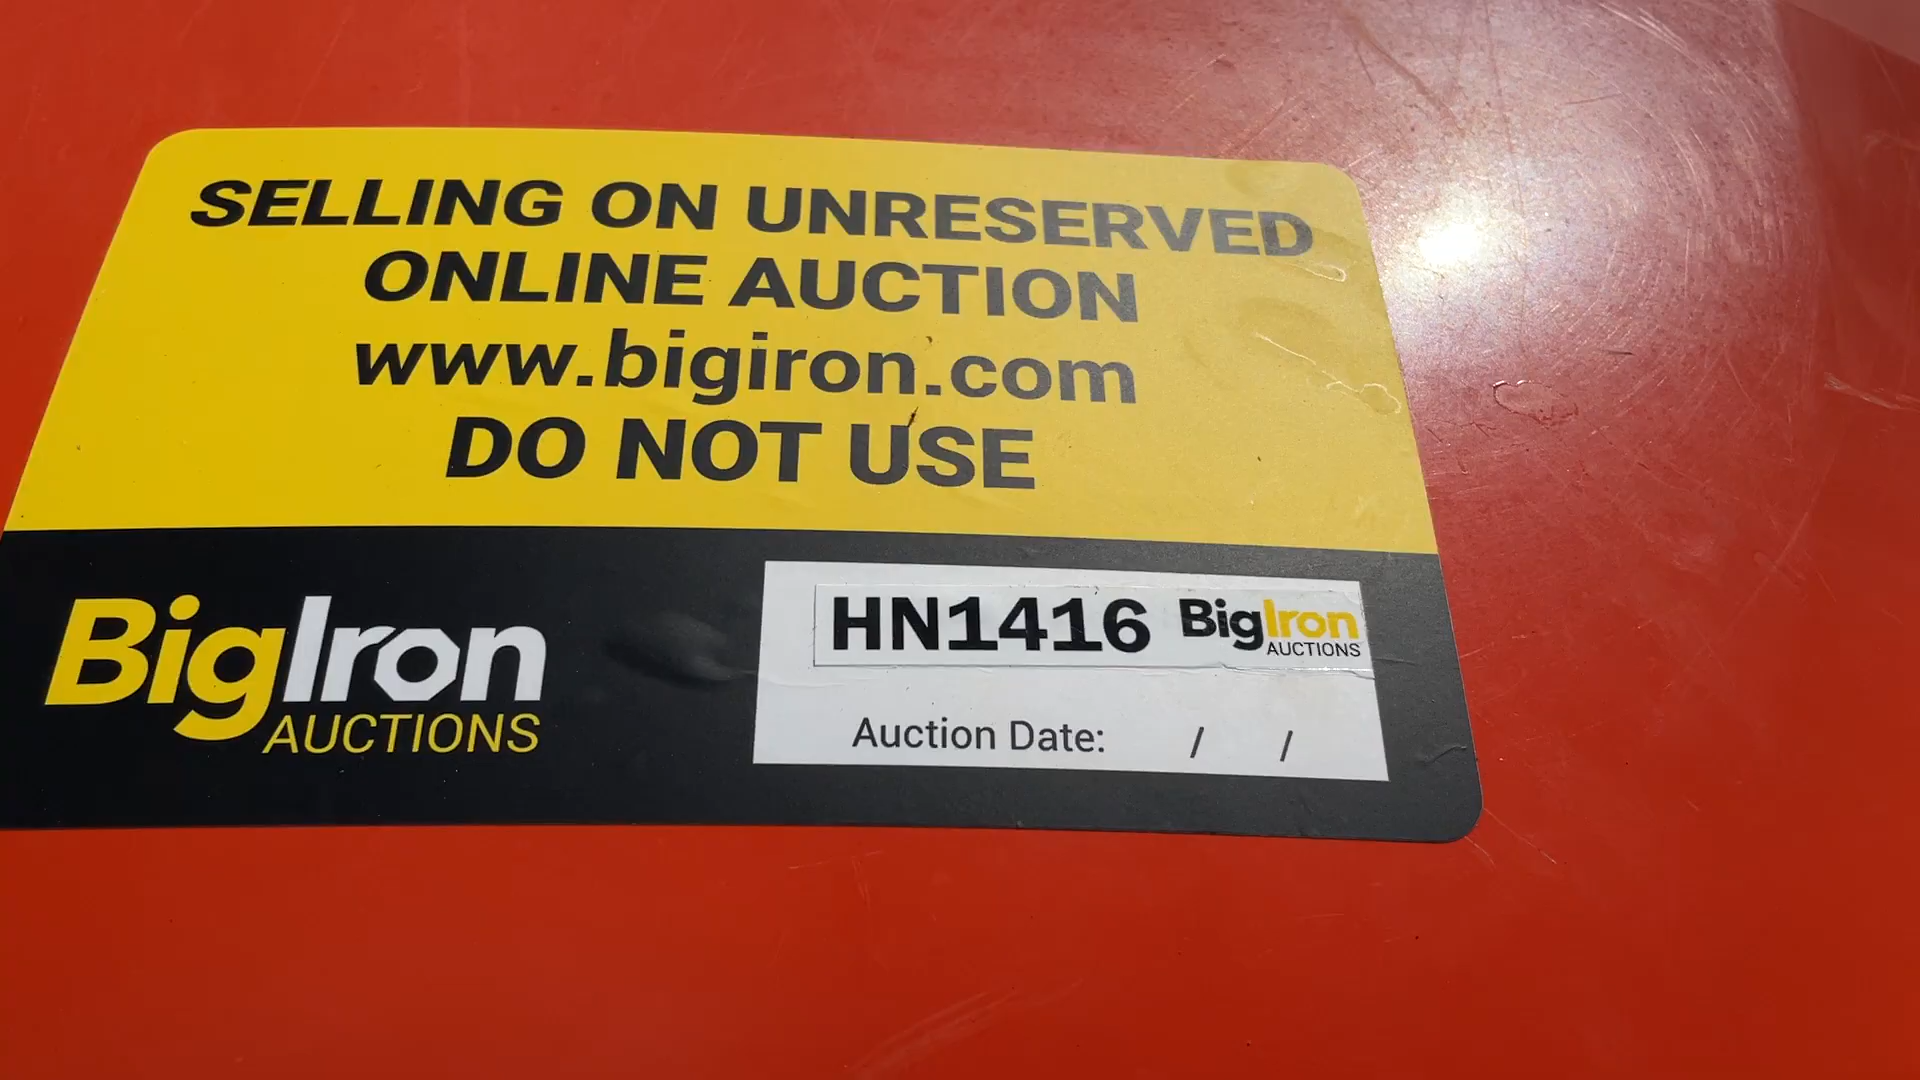 SELLING ON UNRESERVED
ONLINE AUCTION
www.bigiron.com
DO NOT USE
BigIron
AUCTIONS
HN1416 BigIron
AUCTIONS
Auction Date: / /